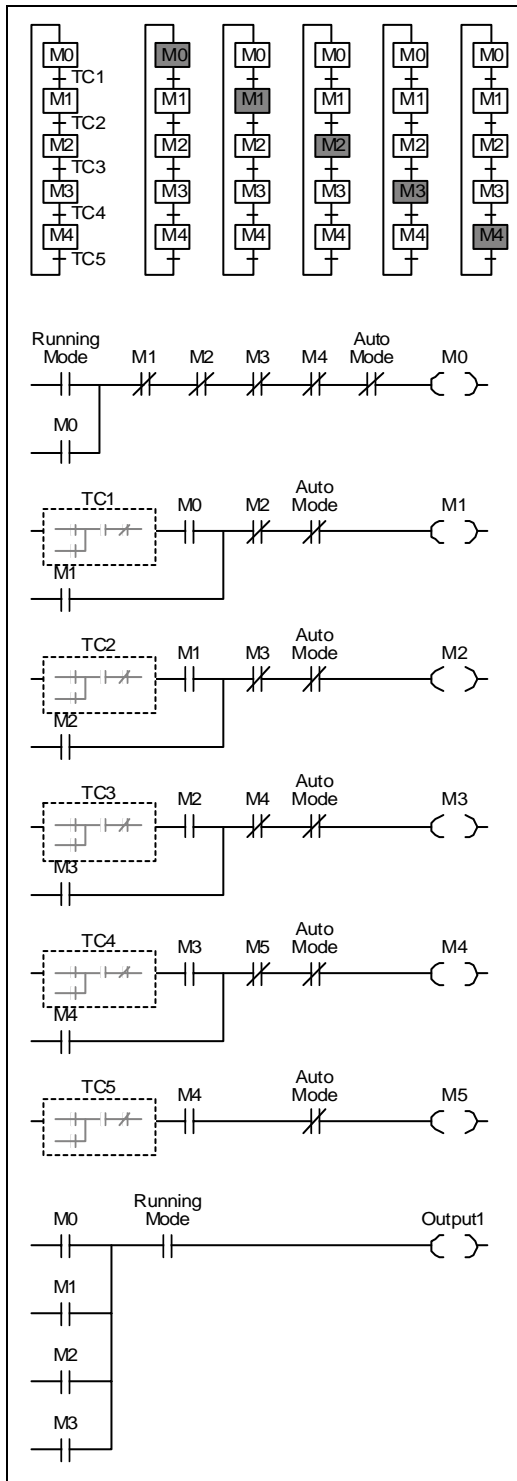 M0 M0 M0 M0 M0 M0
TC1
M1 M1 M1 M1 M1 M1
TC2
M2 M2 M2 M2 M2 M2
TC3
M3 M3 M3 M3 M3 M3
TC4
M4 M4 M4 M4 M4 M4
TC5
Running
Mode M1 M2 M3 M4 Auto
Mode M0
M0
TC1 M0 M2 Auto
Mode M1
M1
TC2 M1 M3 Auto
Mode M2
M2
TC3 M2 M4 Auto
Mode M3
M3
TC4 M3 M5 Auto
Mode M4
M4
TC5 M4 Auto
Mode M5
M0 Running
Mode Output1
M1
M2
M3